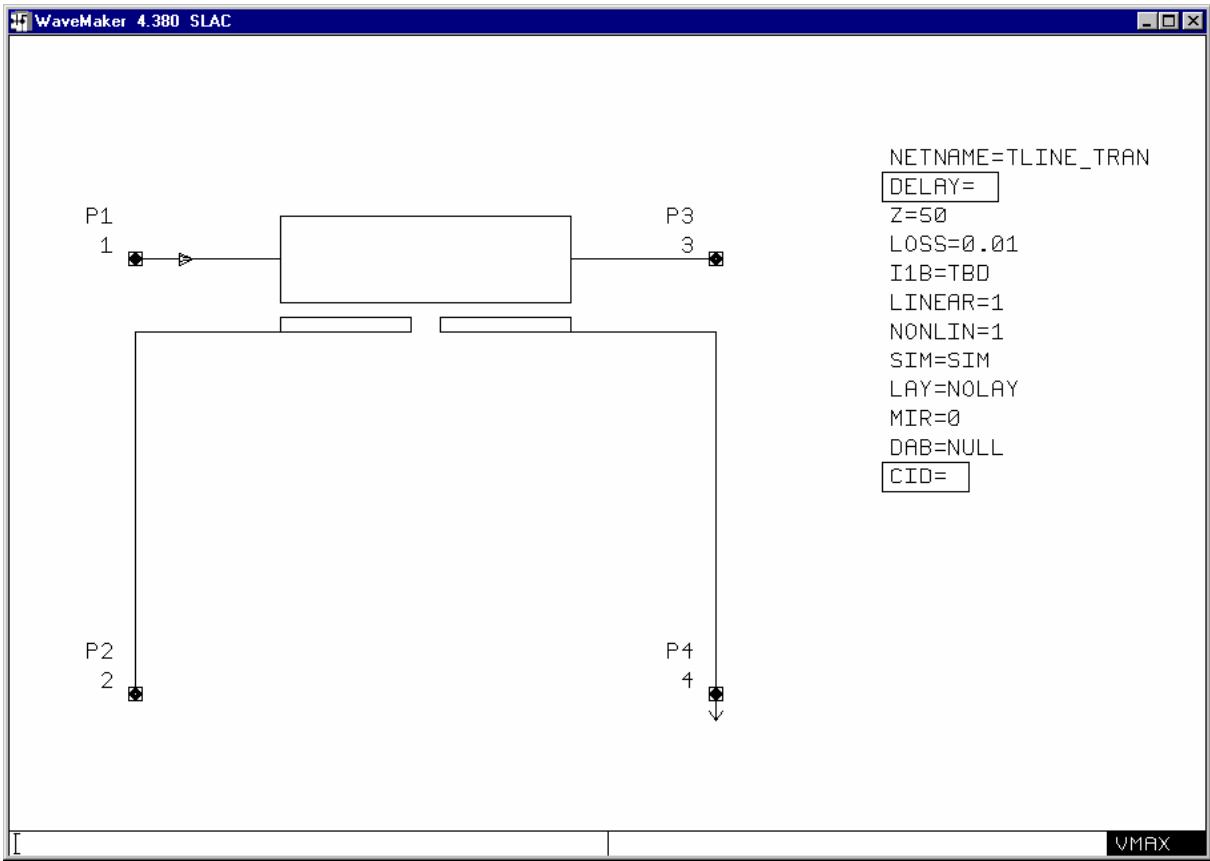 WaveMaker 4.380 SLAC
P1
1
P3
3
P2
2
P4
4
NETNAME=TLINE_TRAN
DELAY=
Z=50
LOSS=0.01
I1B=TBD
LINEAR=1
NONLIN=1
SIM=SIM
LAY=NOLAY
MIR=0
DAB=NULL
CID=
VMAX